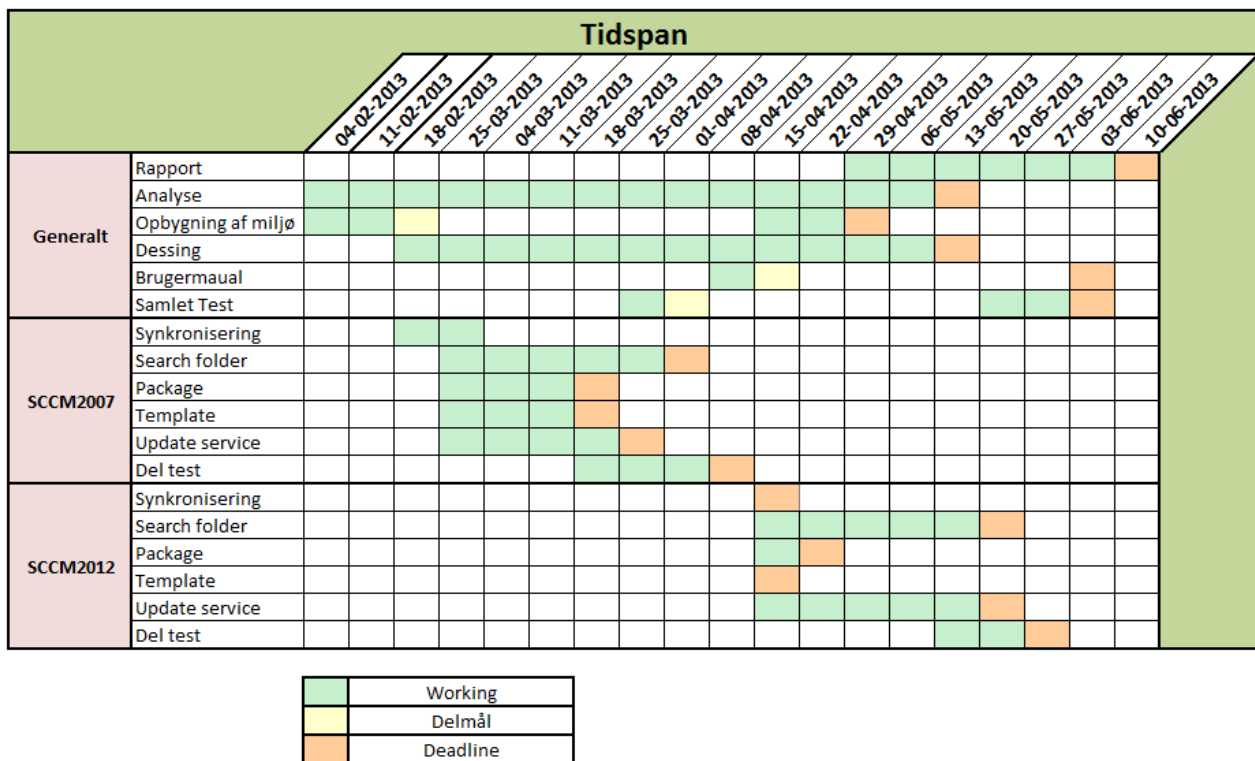 Tidspan
04-02-2013
11-02-2013
18-02-2013
25-03-2013
04-03-2013
11-03-2013
18-03-2013
25-03-2013
01-04-2013
08-04-2013
15-04-2013
22-04-2013
29-04-2013
06-05-2013
13-05-2013
20-05-2013
27-05-2013
03-06-2013
10-06-2013
Generalt
Rapport
Analyse
Opbygning af miljø
Dessing
Brugermaual
Samlet Test
SCCM2007
Synkronisering
Search folder
Package
Template
Update service
Del test
SCCM2012
Synkronisering
Search folder
Package
Template
Update service
Del test
Working
Delmål
Deadline